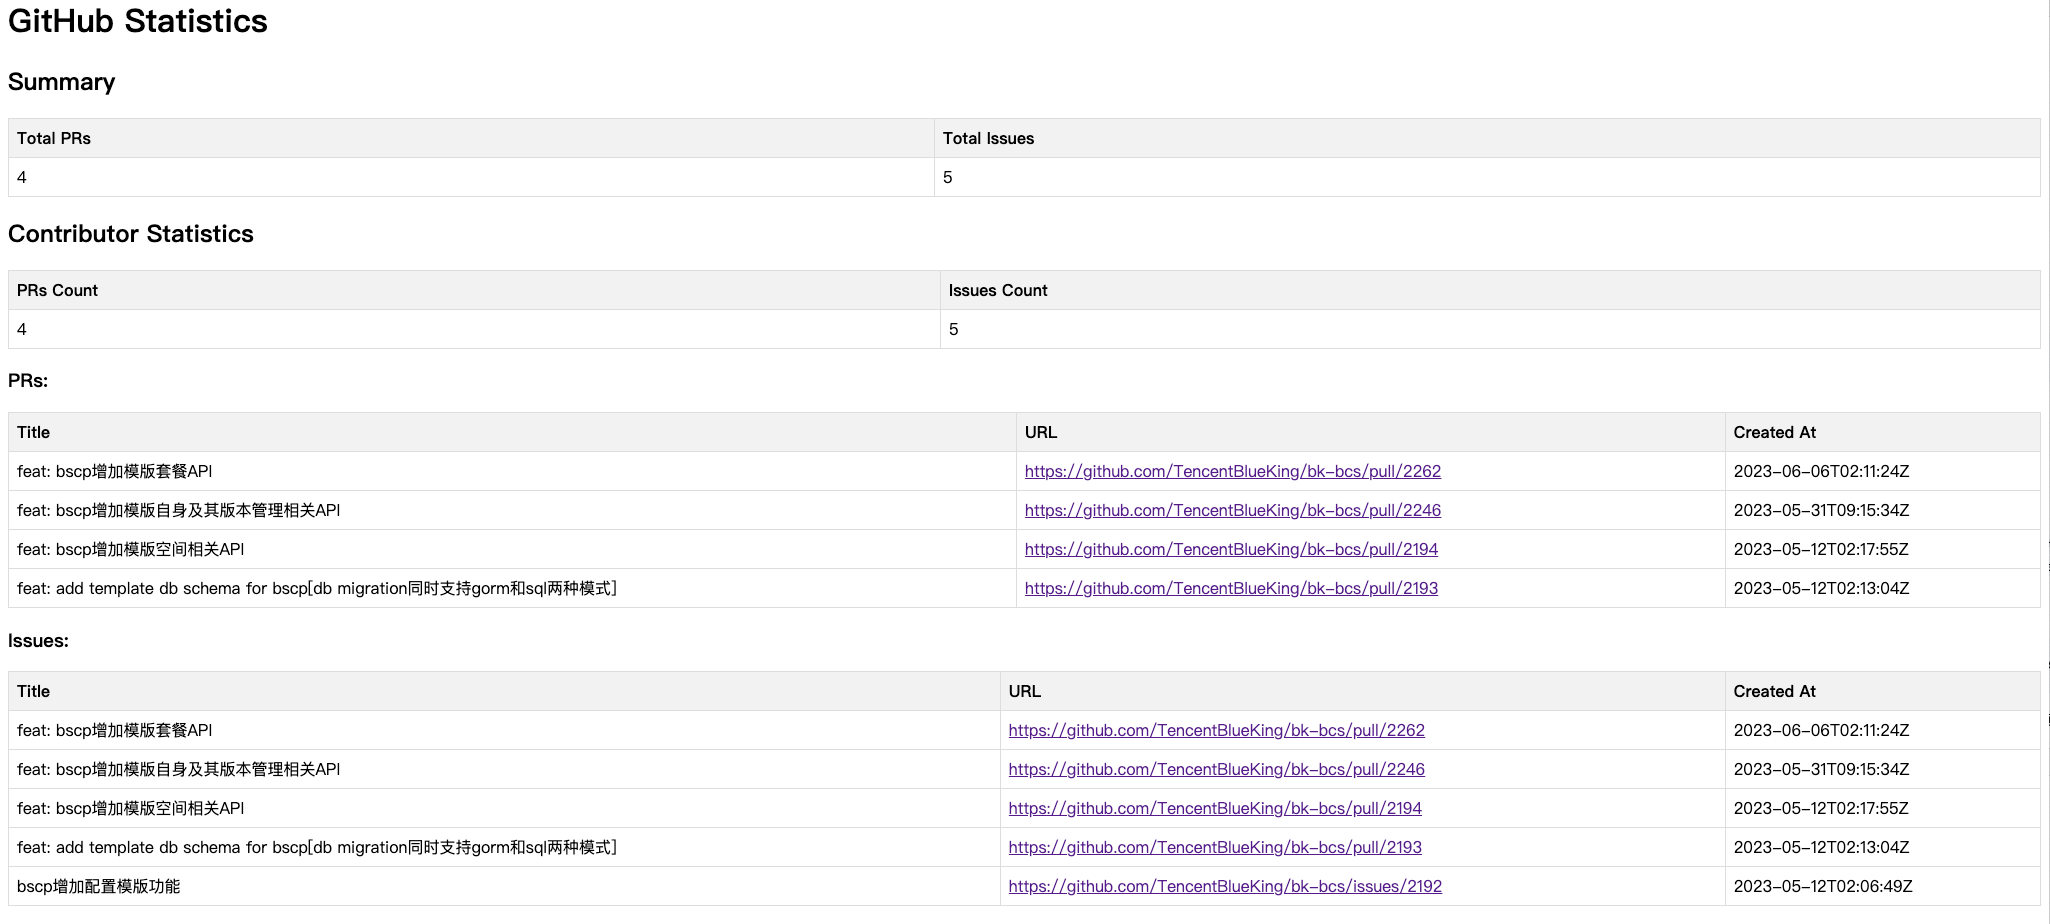 GitHub Statistics
Summary
Total PRs Total Issues
4 5
Contributor Statistics
PRs Count Issues Count
4 5
PRs:
Title URL Created At
feat: bscp增加模版套餐API https://github.com/TencentBlueKing/bk-bcs/pull/2262 2023-06-06T02:11:24Z
feat: bscp增加模版自身及其版本管理相关API https://github.com/TencentBlueKing/bk-bcs/pull/2246 2023-05-31T09:15:34Z
feat: bscp增加模版空间相关API https://github.com/TencentBlueKing/bk-bcs/pull/2194 2023-05-12T02:17:55Z
feat: add template db schema for bscp[db migration同时支持gorm和sql两种模式] https://github.com/TencentBlueKing/bk-bcs/pull/2193 2023-05-12T02:13:04Z
Issues:
Title URL Created At
feat: bscp增加模版套餐API https://github.com/TencentBlueKing/bk-bcs/pull/2262 2023-06-06T02:11:24Z
feat: bscp增加模版自身及其版本管理相关API https://github.com/TencentBlueKing/bk-bcs/pull/2246 2023-05-31T09:15:34Z
feat: bscp增加模版空间相关API https://github.com/TencentBlueKing/bk-bcs/pull/2194 2023-05-12T02:17:55Z
feat: add template db schema for bscp[db migration同时支持gorm和sql两种模式] https://github.com/TencentBlueKing/bk-bcs/pull/2193 2023-05-12T02:13:04Z
bscp增加配置模版功能 https://github.com/TencentBlueKing/bk-bcs/issues/2192 2023-05-12T02:06:49Z